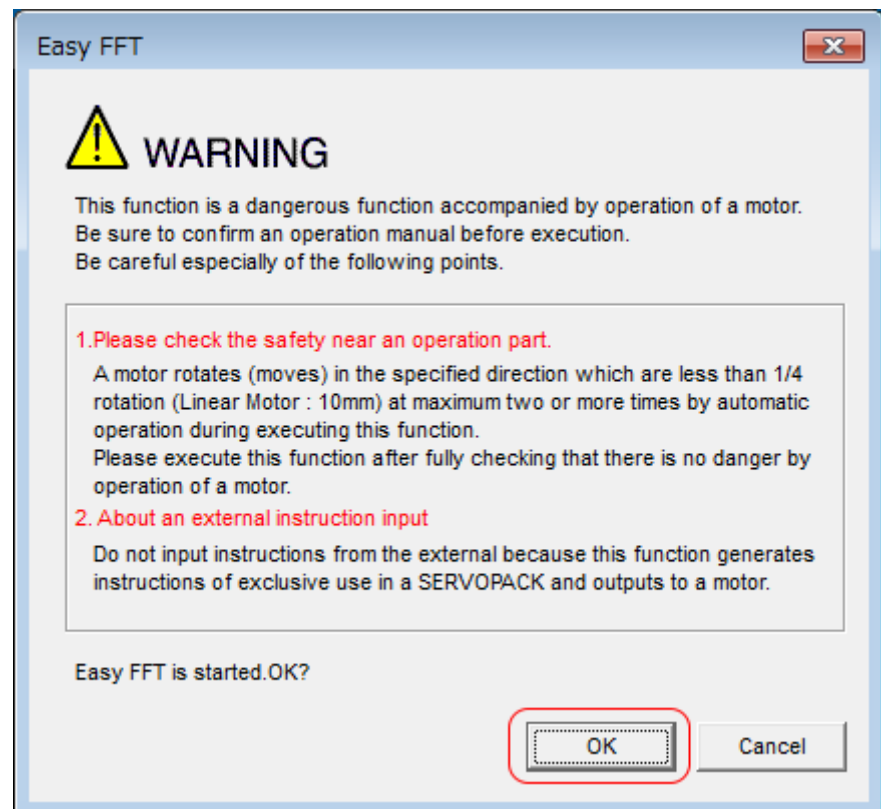 Easy FFT
WARNING
This function is a dangerous function accompanied by operation of a motor.
Be sure to confirm an operation manual before execution.
Be careful especially of the following points.
1.Please check the safety near an operation part.
A motor rotates (moves) in the specified direction which are less than 1/4
rotation (Linear Motor : 10mm) at maximum two or more times by automatic
operation during executing this function.
Please execute this function after fully checking that there is no danger by
operation of a motor.
2. About an external instruction input
Do not input instructions from the external because this function generates
instructions of exclusive use in a SERVOPACK and outputs to a motor.
Easy FFT is started.OK?
OK
Cancel